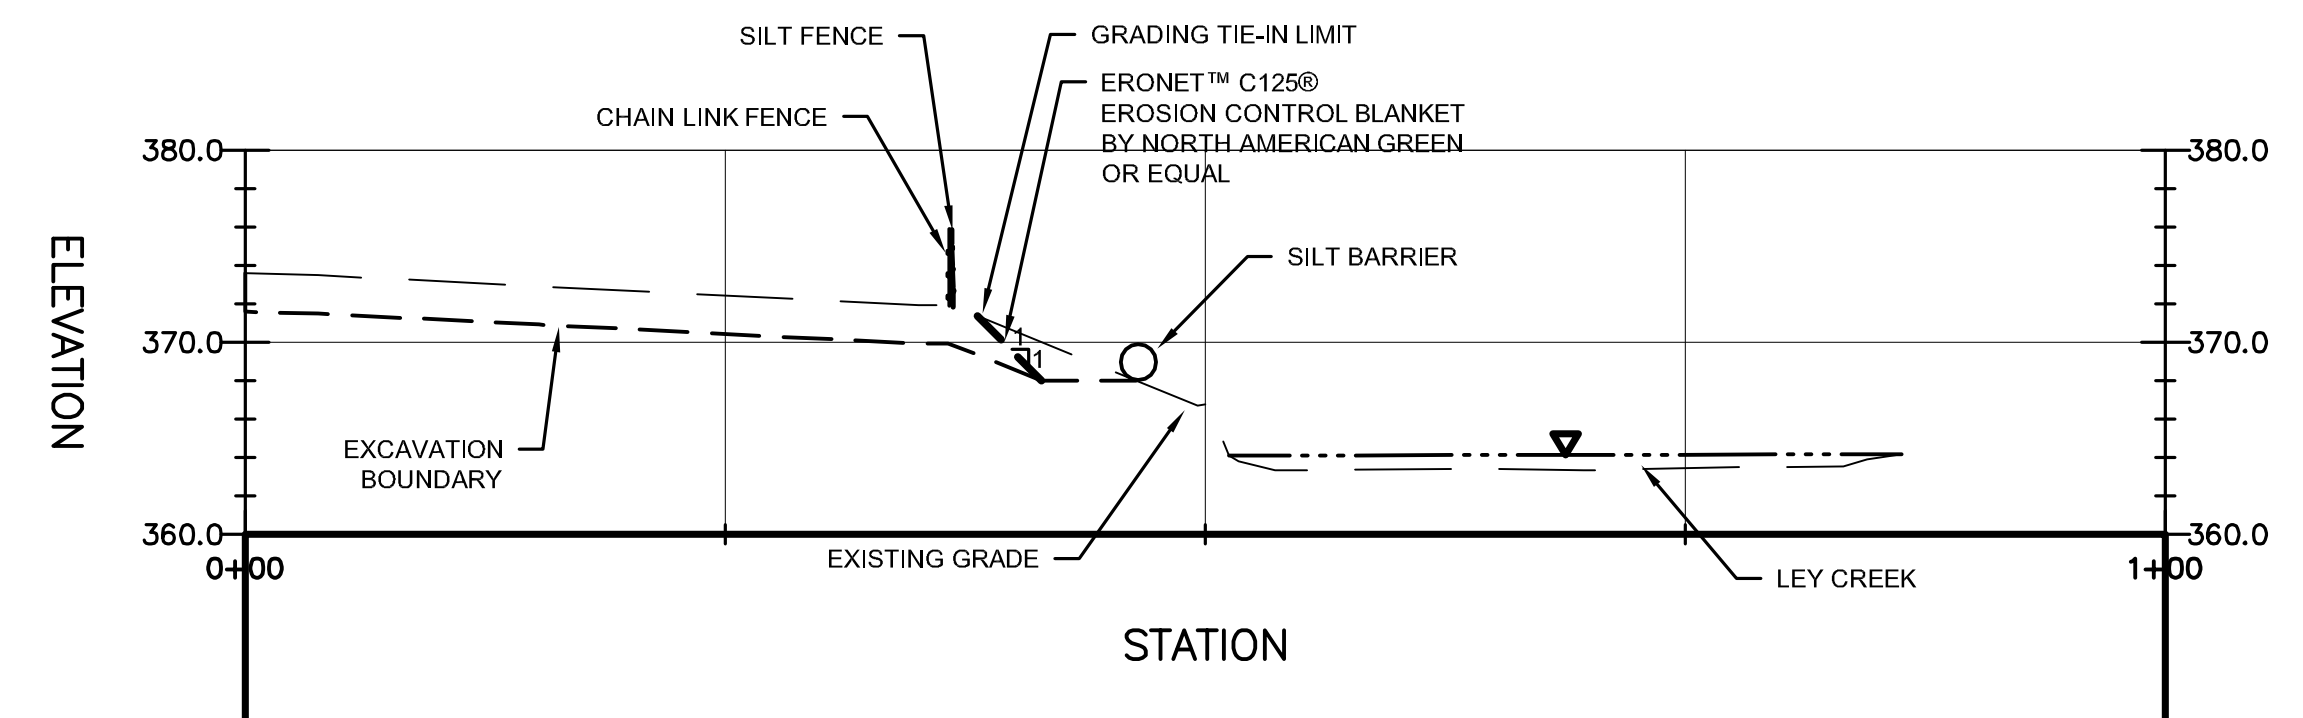 SILT FENCE
GRADING TIE-IN LIMIT
ERONET™ C125®
EROSION CONTROL BLANKET
BY NORTH AMERICAN GREEN
OR EQUAL
CHAIN LINK FENCE
380.0
380.0
ELEVATION
SILT BARRIER
370.0
370.0
1
1
EXCAVATION
BOUNDARY
360.0
360.0
EXISTING GRADE
LEY CREEK
0+00
1+00
STATION